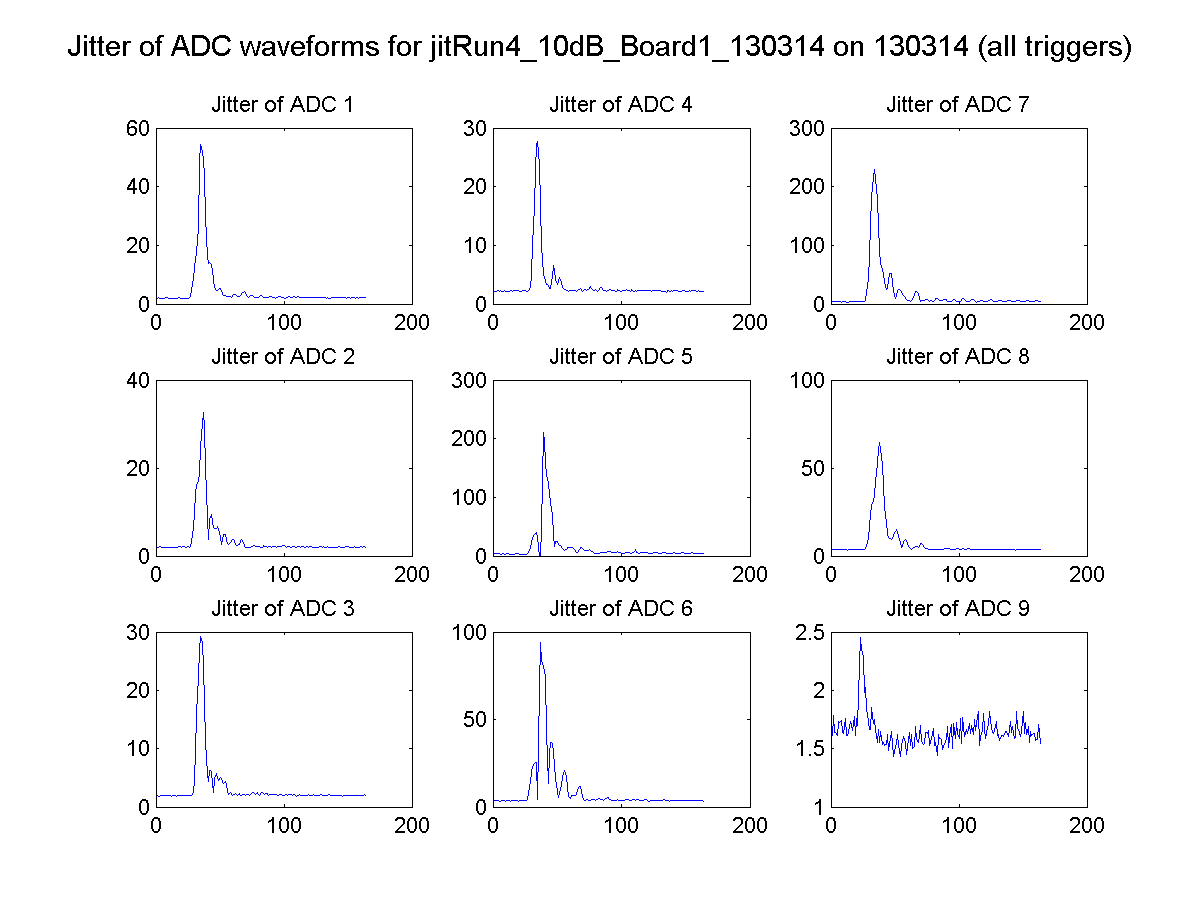 Jitter of ADC waveforms for jitRun4_10dB_Board1_130314 on 130314 (all triggers)
Jitter of ADC 1
60
40
20
0
0 100 200
Jitter of ADC 4
30
20
10
0
0 100 200
Jitter of ADC 7
300
200
100
0
0 100 200
Jitter of ADC 2
40
20
0
0 100 200
Jitter of ADC 5
300
200
100
0
0 100 200
Jitter of ADC 8
100
50
0
0 100 200
Jitter of ADC 3
30
20
10
0
0 100 200
Jitter of ADC 6
100
50
0
0 100 200
Jitter of ADC 9
2.5
2
1.5
1
0 100 200